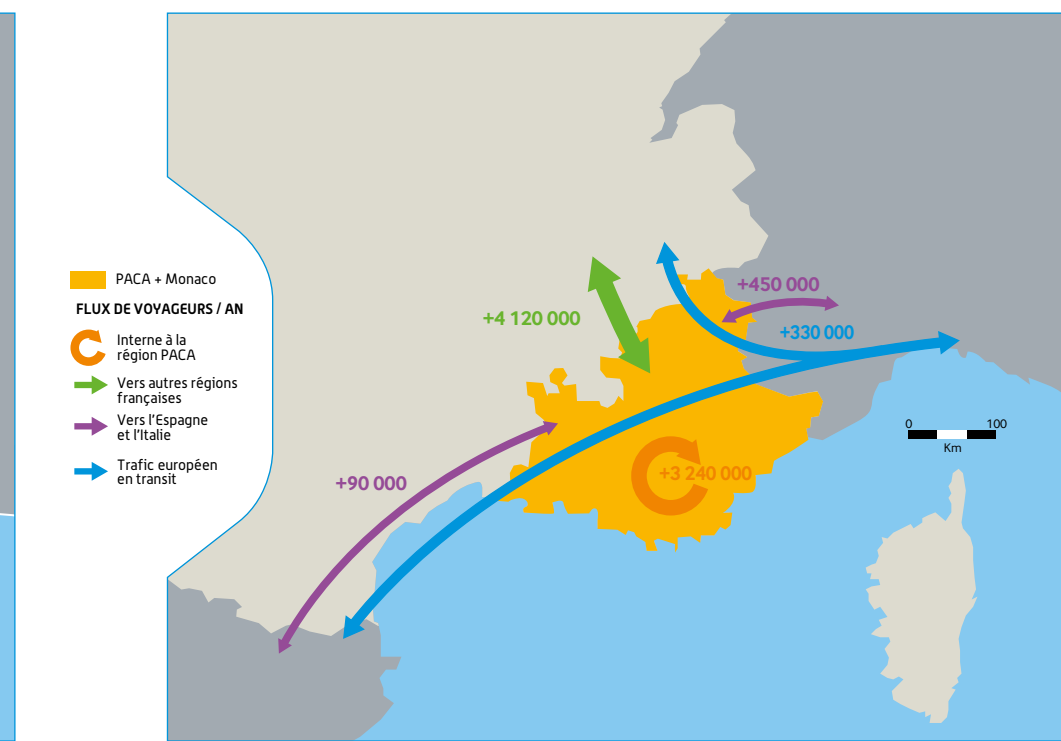 PACA + Monaco
FLUX DE VOYAGEURS / AN
Interne à la
région PACA
Vers autres régions
françaises
Vers l'Espagne
et l'Italie
Trafic européen
en transit
+450 000
+4 120 000
+330 000
0 100
Km
+3 240 000
+90 000